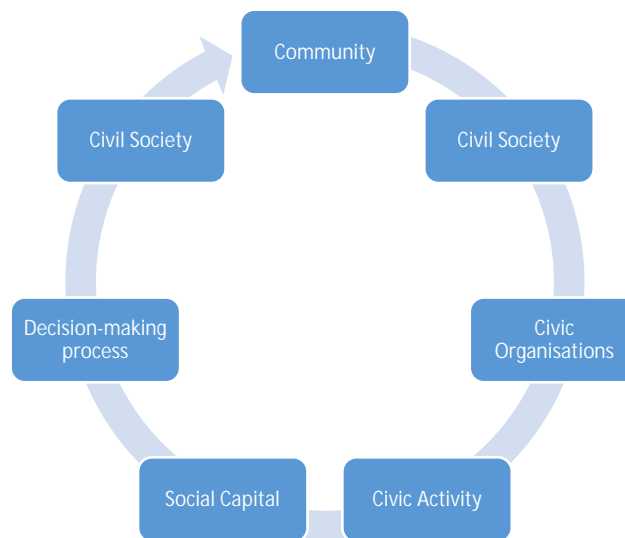 Community
Civil Society
Civic
Organisations
Civic Activity
Social Capital
Decision-making
process
Civil Society